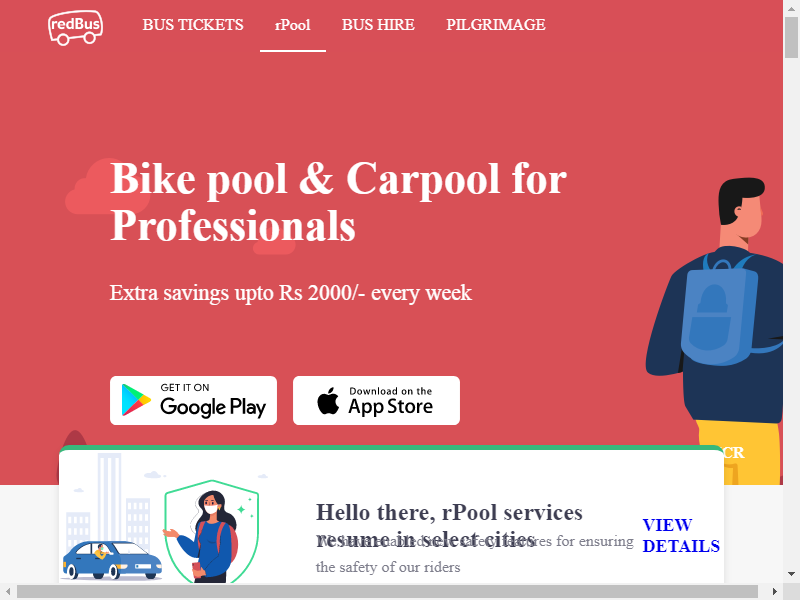 redBus
BUS TICKETS
rPool
BUS HIRE
PILGRIMAGE
Bike pool & Carpool for
Professionals
Extra savings upto Rs 2000/- every week
GET IT ON
Google Play
Download on the
App Store
CR
Hello there, rPool services
resume in select cities
We have enabled new safety features for ensuring
the safety of our riders
VIEW
DETAILS